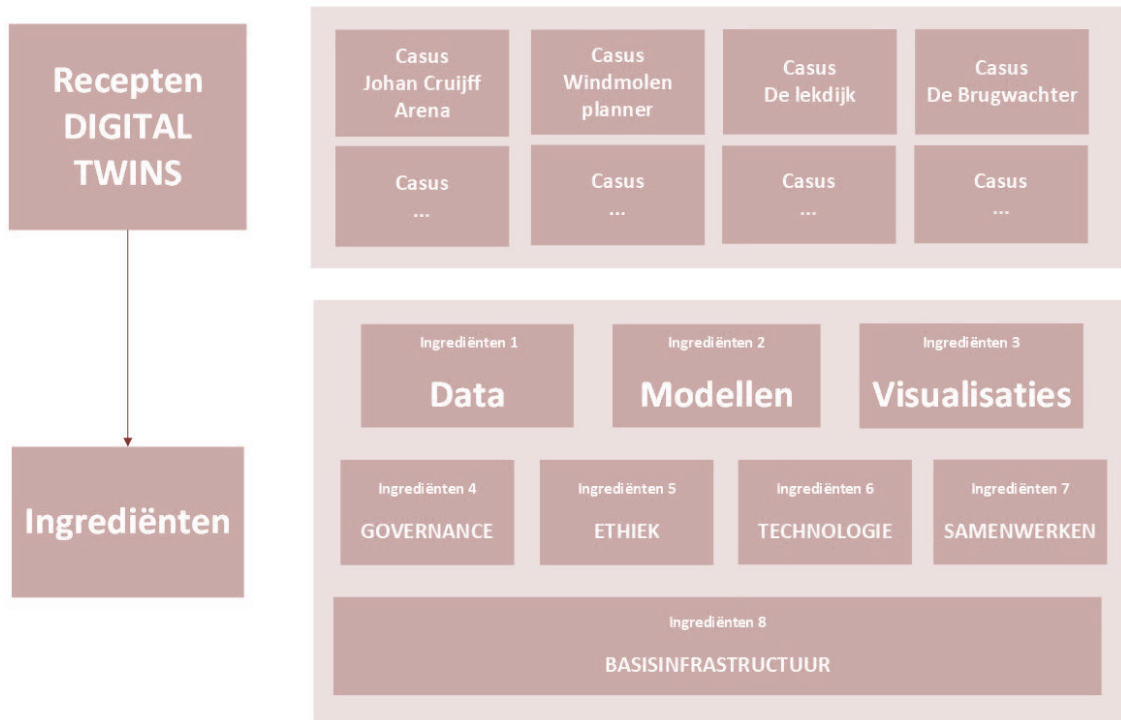 Recepten
DIGITAL
TWINS
Casus
Johan Cruijff
Arena
Casus
Windmolen
planner
Casus
De lekdijk
Casus
De Brugwachter
Casus
...
Casus
...
Casus
...
Casus
...
Ingrediënten
Ingrediënten 1
Data
Ingrediënten 2
Modellen
Ingrediënten 3
Visualisaties
Ingrediënten 4
GOVERNANCE
Ingrediënten 5
ETHIEK
Ingrediënten 6
TECHNOLOGIE
Ingrediënten 7
SAMENWERKEN
Ingrediënten 8
BASISINFRASTRUCTUUR